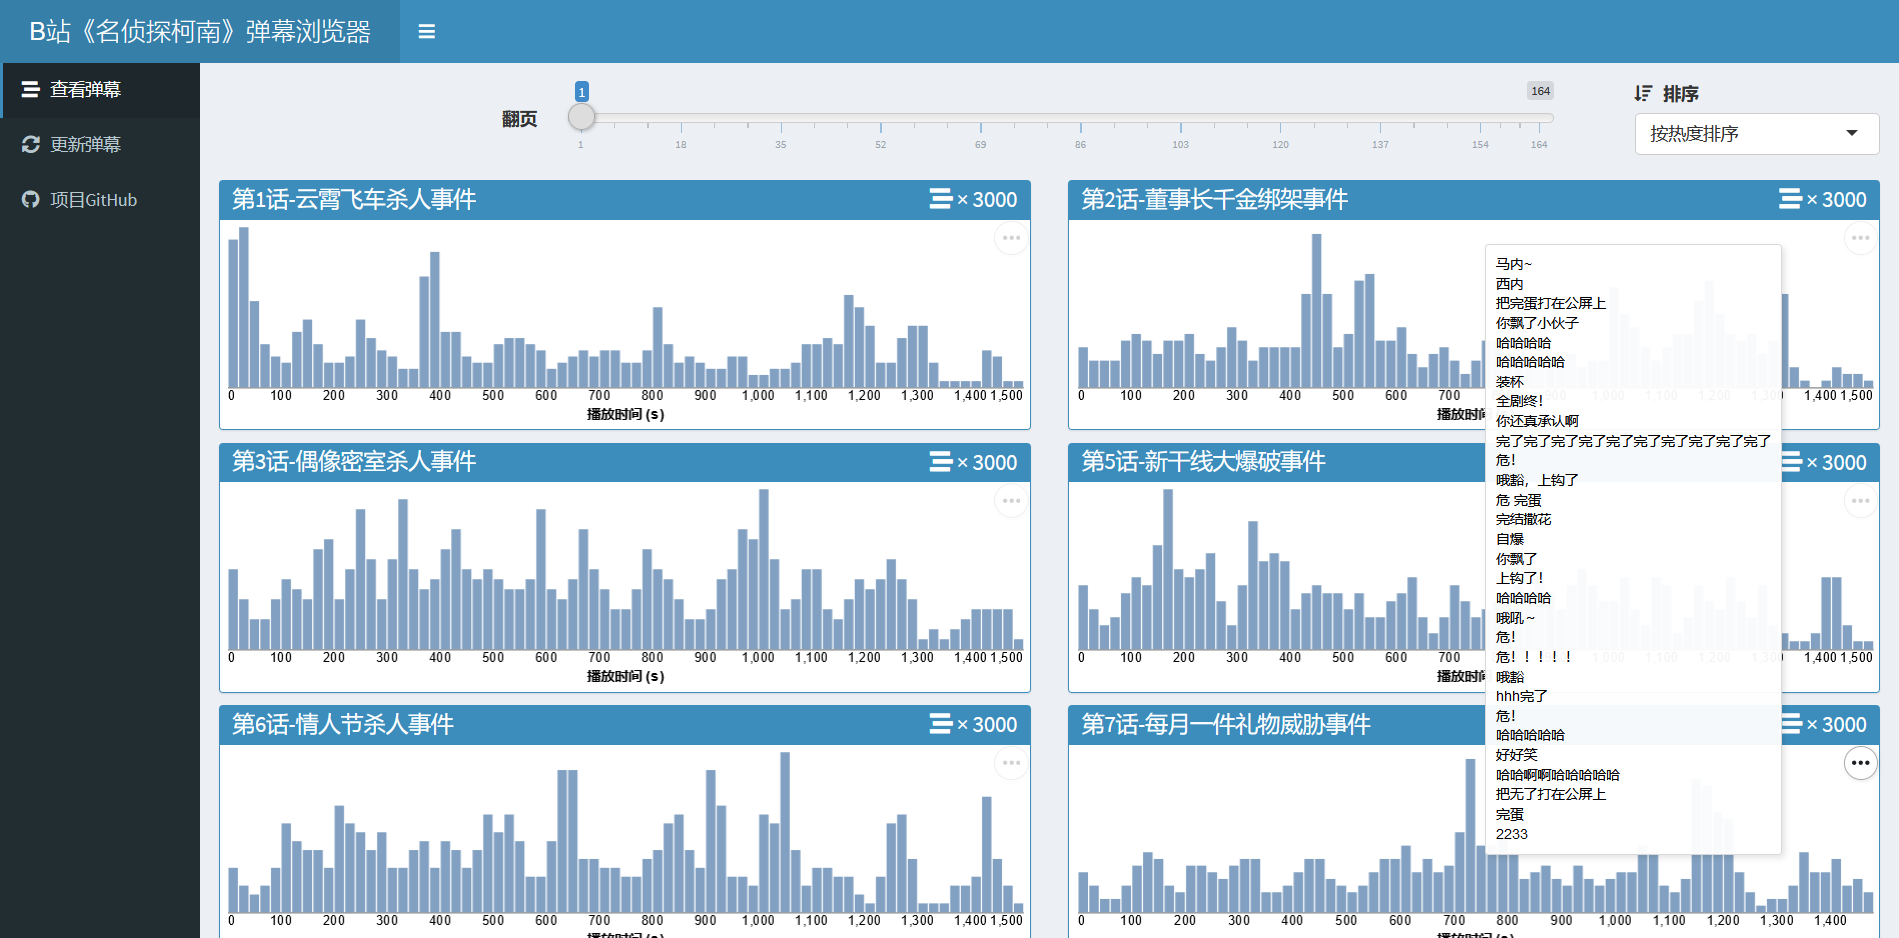 B站《名侦探柯南》弹幕浏览器
查看弹幕
更新弹幕
项目GitHub
翻页
1
164
1 18 35 52 69 86 103 120 137 154 164
排序
按热度排序
第1话-云霄飞车杀人事件 × 3000
0 100 200 300 400 500 600 700 800 900 1,000 1,100 1,200 1,300 1,400 1,500
播放时间 (s)
第2话-董事长千金绑架事件 × 3000
0 100 200 300 400 500 600 700 1,400 1,500
播放时间
第3话-偶像密室杀人事件 × 3000
0 100 200 300 400 500 600 700 800 900 1,000 1,100 1,200 1,300 1,400 1,500
播放时间 (s)
第5话-新干线大爆破事件 × 3000
0 100 200 300 400 500 600 700 1,000 1,100 1,200 1,300 1,400 1,500
播放时间
第6话-情人节杀人事件 × 3000
0 100 200 300 400 500 600 700 800 900 1,000 1,100 1,200 1,300 1,400 1,500
播放时间 (s)
第7话-每月一件礼物威胁事件 × 3000
0 100 200 300 400 500 600 700 800 900 1,000 1,100 1,200 1,300 1,400
播放时间 (s)
马内~
西内
把完蛋打在公屏上
你飘了小伙子
哈哈哈哈
哈哈哈哈哈
装杯
全剧终！
你还真承认啊
完了完了完了完了完了完了完了完了完了完了
危！
哦豁，上钩了
危 完蛋
完结撒花
自爆
你飘了
上钩了！
哈哈哈哈
哦吼～
危！
危！！！！！
哦豁
hhh完了
危！
哈哈哈哈哈
好好笑
哈哈啊啊哈哈哈哈哈
把无了打在公屏上
完蛋
2233